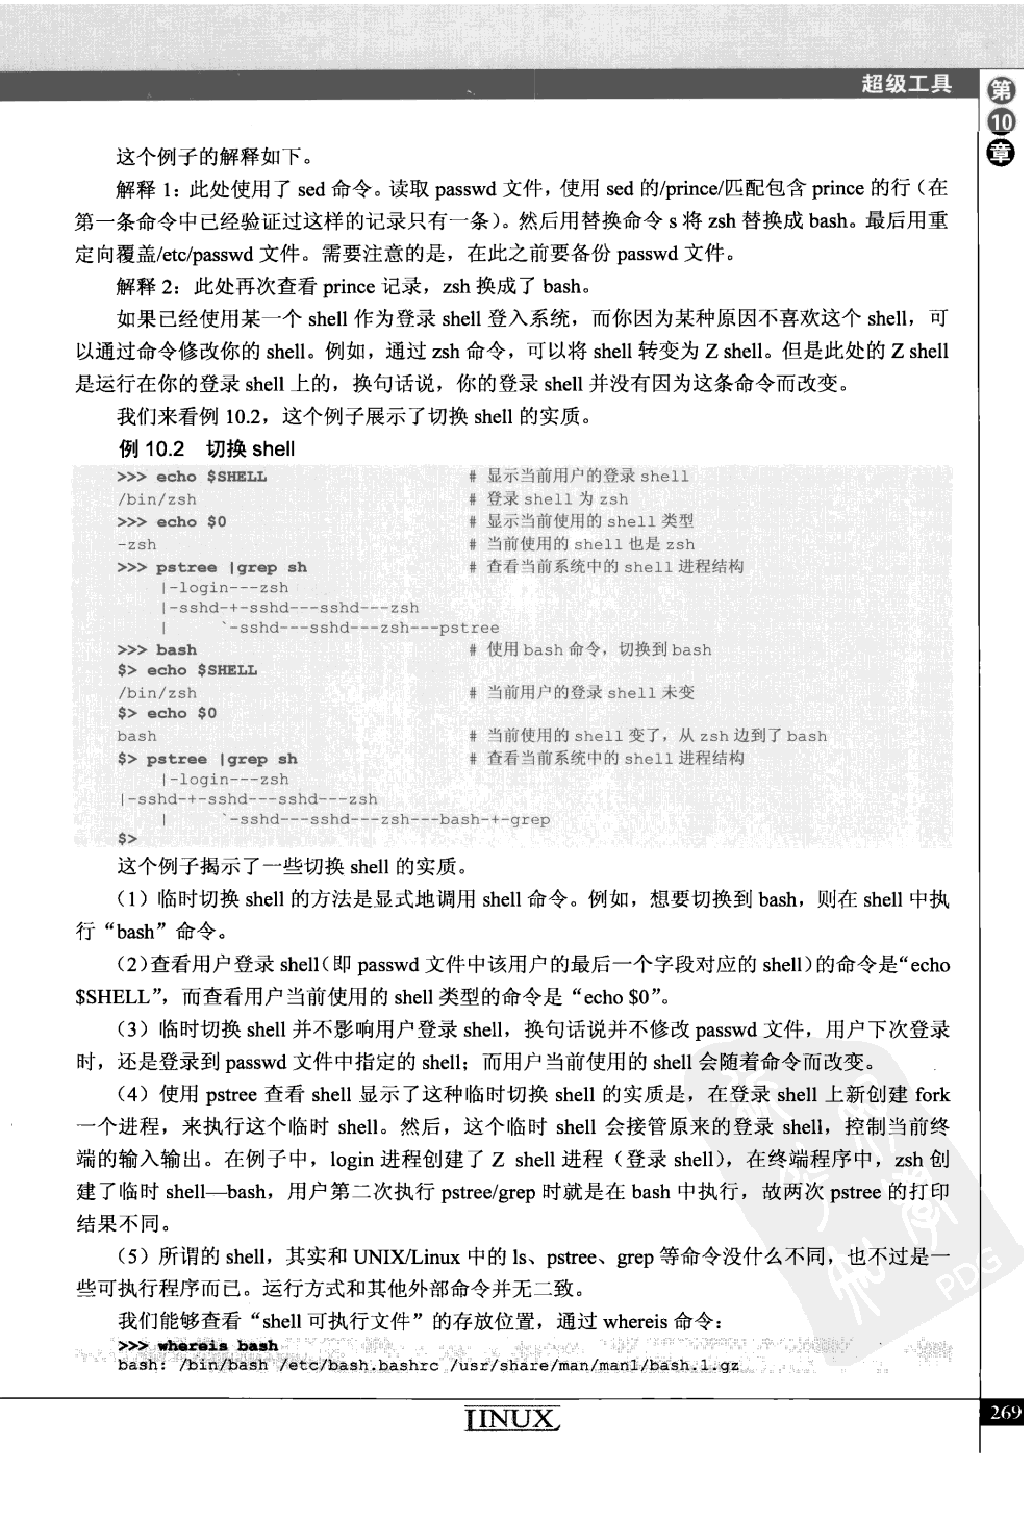 超级工具
第
10
章
这个例子的解释如下。
解释 1：此处使用了 sed 命令。读取 passwd 文件，使用 sed 的/prince/匹配包含 prince 的行（在
第一条命令中已经验证过这样的记录只有一条）。然后用替换命令 s 将 zsh 替换成 bash。最后用重
定向覆盖/etc/passwd 文件。需要注意的是，在此之前要备份 passwd 文件。
解释 2：此处再次查看 prince 记录，zsh 换成了 bash。
如果已经使用某一个 shell 作为登录 shell 登入系统，而你因为某种原因不喜欢这个 shell，可
以通过命令修改你的 shell。例如，通过 zsh 命令，可以将 shell 转变为 Z shell。但是此处的 Z shell
是运行在你的登录 shell 上的，换句话说，你的登录 shell 并没有因为这条命令而改变。
我们来看例 10.2，这个例子展示了切换 shell 的实质。
例 10.2 切换 shell
>>> echo $SHELL # 显示当前用户的登录 shell
/bin/zsh # 登录 shell 为 zsh
>>> echo $0 # 显示当前使用的 shell 类型
-zsh # 当前使用的 shell 也是 zsh
>>> pstree |grep sh # 查看当前系统中的 shell 进程结构
|-login---zsh
|-sshd-+-sshd---sshd---zsh
| `-sshd---sshd---zsh---pstree
>>> bash # 使用 bash 命令，切换到 bash
$> echo $SHELL
/bin/zsh # 当前用户的登录 shell 未变
$> echo $0
bash # 当前使用的 shell 变了，从 zsh 边到了 bash
$> pstree |grep sh # 查看当前系统中的 shell 进程结构
|-login---zsh
|-sshd-+-sshd---sshd---zsh
| `-sshd---sshd---zsh---bash-+-grep
$>
这个例子揭示了一些切换 shell 的实质。
（1）临时切换 shell 的方法是显式地调用 shell 命令。例如，想要切换到 bash，则在 shell 中执
行“bash”命令。
（2）查看用户登录 shell（即 passwd 文件中该用户的最后一个字段对应的 shell）的命令是“echo
$SHELL”，而查看用户当前使用的 shell 类型的命令是“echo $0”。
（3）临时切换 shell 并不影响用户登录 shell，换句话说并不修改 passwd 文件，用户下次登录
时，还是登录到 passwd 文件中指定的 shell；而用户当前使用的 shell 会随着命令而改变。
（4）使用 pstree 查看 shell 显示了这种临时切换 shell 的实质是，在登录 shell 上新创建 fork
一个进程，来执行这个临时 shell。然后，这个临时 shell 会接管原来的登录 shell，控制当前终
端的输入输出。在例子中，login 进程创建了 Z shell 进程（登录 shell），在终端程序中，zsh 创
建了临时 shell—bash，用户第二次执行 pstree/grep 时就是在 bash 中执行，故两次 pstree 的打印
结果不同。
（5）所谓的 shell，其实和 UNIX/Linux 中的 ls、pstree、grep 等命令没什么不同，也不过是一
些可执行程序而已。运行方式和其他外部命令并无二致。
我们能够查看“shell 可执行文件”的存放位置，通过 whereis 命令：
>>> whereis bash
bash: /bin/bash /etc/bash.bashrc /usr/share/man/man1/bash.1.gz
PDG
LINUX
269